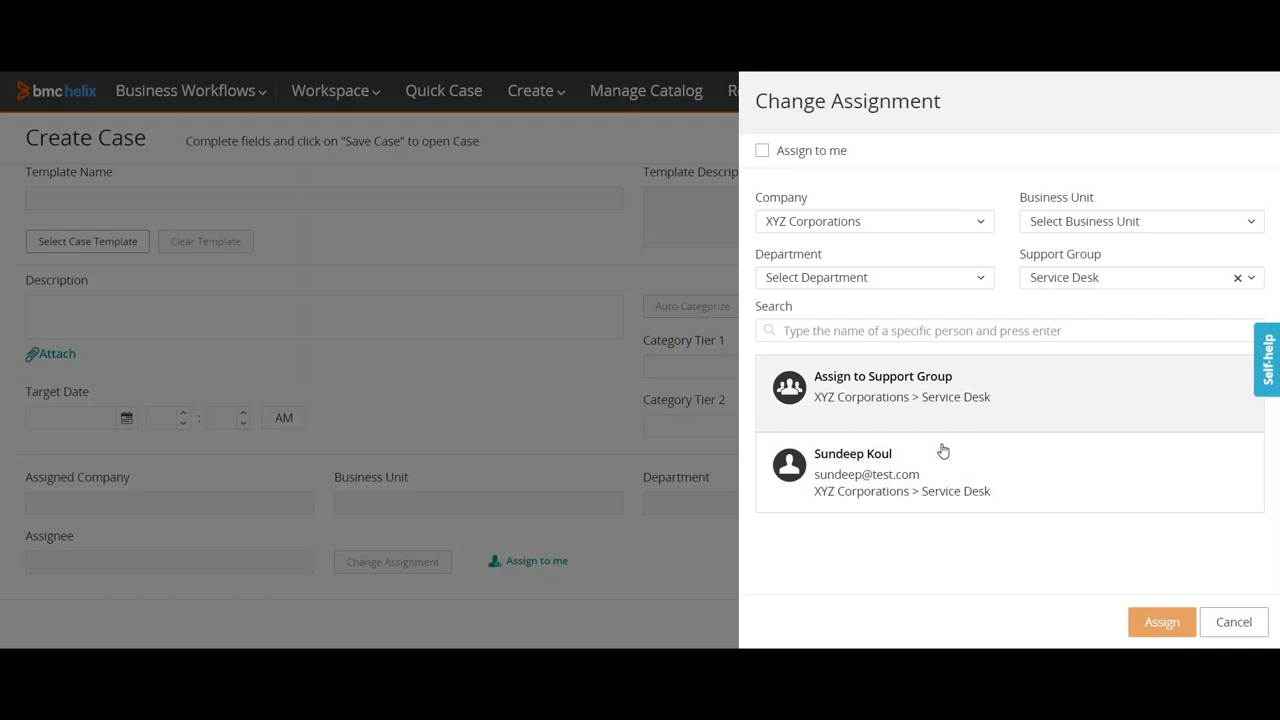 bmchelix Business Workflows Workspace Quick Case Create Manage Catalog
Create Case
Complete fields and click on "Save Case" to open Case
Template Name
Template Descrip
Select Case Template
Clear Template
Description
Auto-Categorize
Category Tier 1
Attach
Target Date
Category Tier 2
:
AM
Assigned Company
Business Unit
Department
Assignee
Change Assignment
Assign to me
Change Assignment
Assign to me
Company
Business Unit
XYZ Corporations
Select Business Unit
Department
Support Group
Select Department
Service Desk
Search
Type the name of a specific person and press enter
Assign to Support Group
XYZ Corporations > Service Desk
Sundeep Koul
sundeep@test.com
XYZ Corporations > Service Desk
Assign
Cancel
Self-help